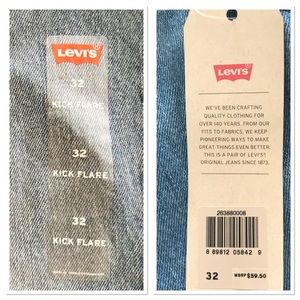 LEVI'S
32
KICK FLARE
32
KICK FLARE
32
KICK FLARE
LEVI'S
WE'VE BEEN CRAFTING
QUALITY CLOTHING FOR
OVER 140 YEARS. FROM OUR
FITS TO FABRICS, WE KEEP
PIONEERING WAYS TO MAKE
GREAT THINGS EVEN BETTER.
THIS IS A PAIR OF LEVI'S®
ORIGINAL JEANS SINCE 1873.
263880008
8 89812 05842 9
32 MSRP $59.50